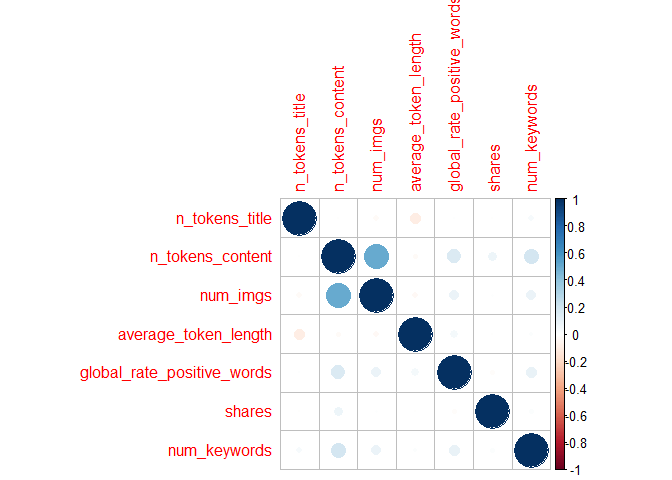 n_tokens_title
n_tokens_content
num_imgs
average_token_length
global_rate_positive_words
shares
num_keywords
n_tokens_title
n_tokens_content
num_imgs
average_token_length
global_rate_positive_words
shares
num_keywords
1
0.8
0.6
0.4
0.2
0
-0.2
-0.4
-0.6
-0.8
-1